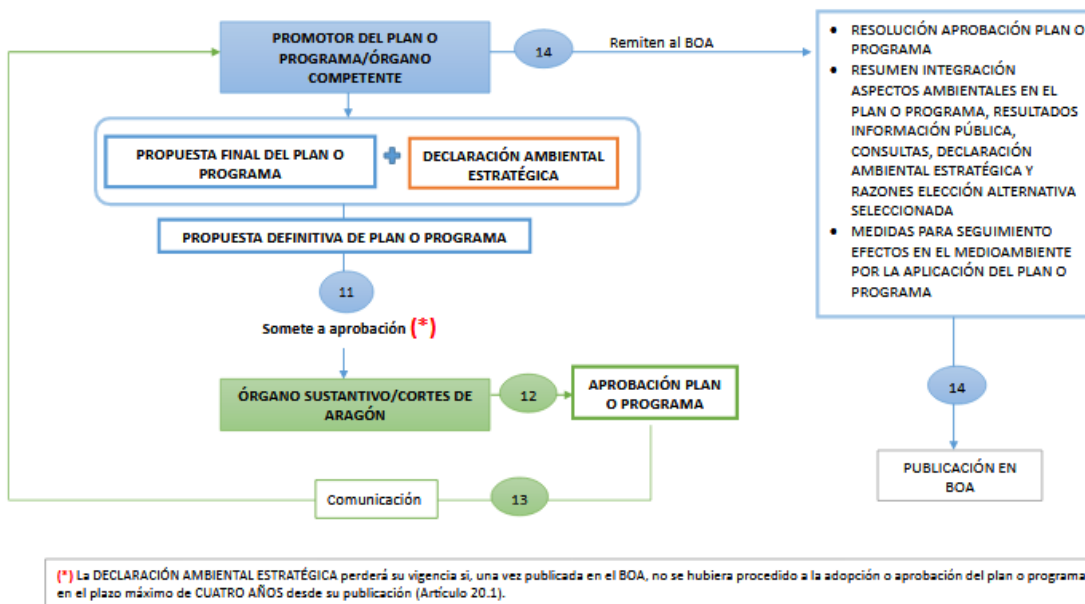 PROMOTOR DEL PLAN O
PROGRAMA/ÓRGANO
COMPETENTE
14
Remiten al BOA
• RESOLUCIÓN APROBACIÓN PLAN O
PROGRAMA
• RESUMEN INTEGRACIÓN
ASPECTOS AMBIENTALES EN EL
PLAN O PROGRAMA, RESULTADOS
INFORMACIÓN PÚBLICA,
CONSULTAS, DECLARACIÓN
AMBIENTAL ESTRATÉGICA Y
RAZONES ELECCIÓN ALTERNATIVA
SELECCIONADA
• MEDIDAS PARA SEGUIMIENTO
EFECTOS EN EL MEDIOAMBIENTE
POR LA APLICACIÓN DEL PLAN O
PROGRAMA
PROPUESTA FINAL DEL PLAN O
PROGRAMA
DECLARACIÓN AMBIENTAL
ESTRATÉGICA
PROPUESTA DEFINITIVA DE PLAN O PROGRAMA
11
Somete a aprobación (*)
ÓRGANO SUSTANTIVO/CORTES DE
ARAGÓN
12
APROBACIÓN PLAN
O PROGRAMA
14
PUBLICACIÓN EN
BOA
Comunicación
13
(*) La DECLARACIÓN AMBIENTAL ESTRATÉGICA perderá su vigencia si, una vez publicada en el BOA, no se hubiera procedido a la adopción o aprobación del plan o programa
en el plazo máximo de CUATRO AÑOS desde su publicación (Artículo 20.1).